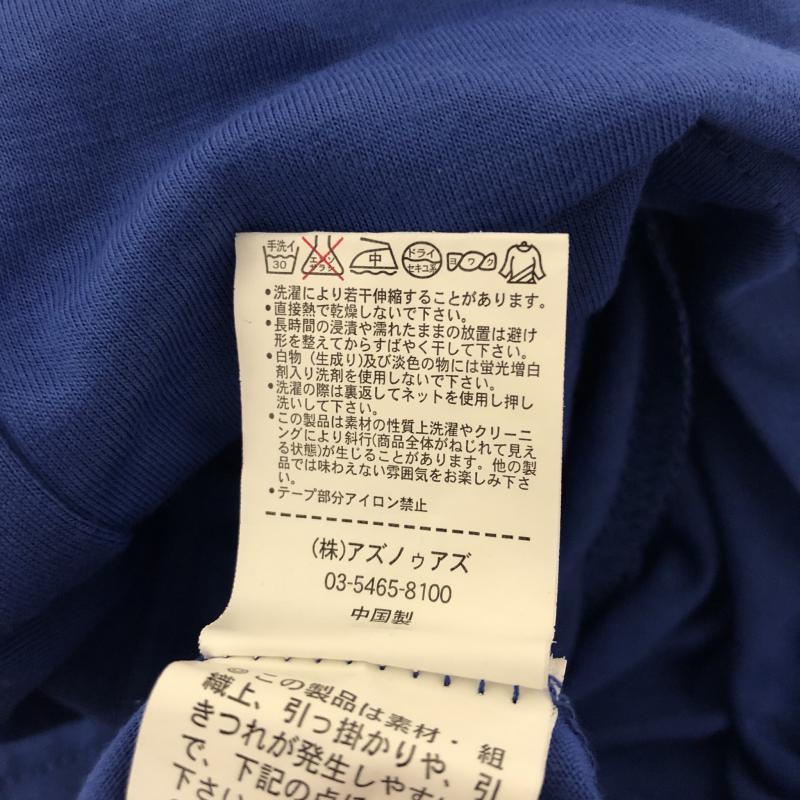 手洗イ 30 エンソ サラシ 中 ドライ セキユ系 ヨワク
•洗濯により若干伸縮することがあります。
•直接熱で乾燥しないで下さい。
•長時間の浸漬や濡れたままの放置は避け
形を整えてからすばやく干して下さい。
•白物（生成り)及び淡色の物には蛍光増白
剤入り洗剤を使用しないで下さい。
•洗濯の際は裏返してネットを使用し押し
洗いして下さい。
•この製品は素材の性質上洗濯やクリーニ
ングにより斜行(商品全体がねじれて見え
る状態)が生じることがあります。他の製
品では味わえない雰囲気をお楽しみ下さ
い。
•テープ部分アイロン禁止
(株)アズノゥアズ
03-5465-8100
中国製
この製品は素材・組
織上、引っ掛かりや、引
きつれが発生しやす
で、下記の点に
下さい